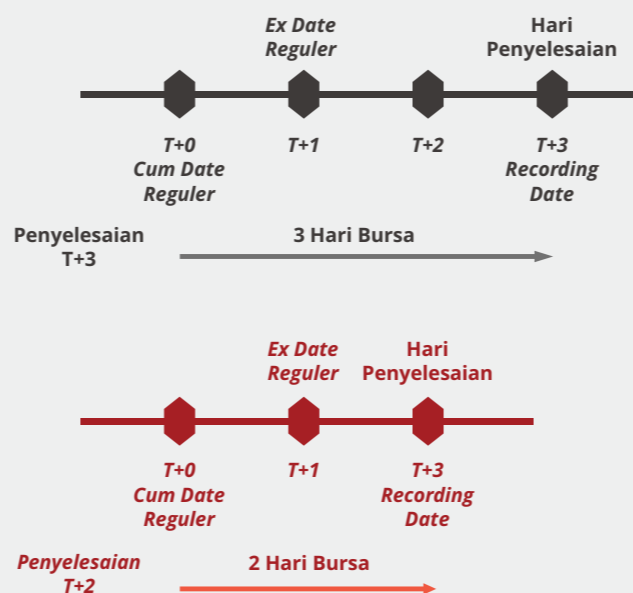 Ex Date
Reguler
Hari
Penyelesaian
T+0
Cum Date
Reguler
T+1
T+2
T+3
Recording
Date
Penyelesaian
T+3
3 Hari Bursa
Ex Date
Reguler
Hari
Penyelesaian
T+0
Cum Date
Reguler
T+1
T+3
Recording
Date
Penyelesaian
T+2
2 Hari Bursa